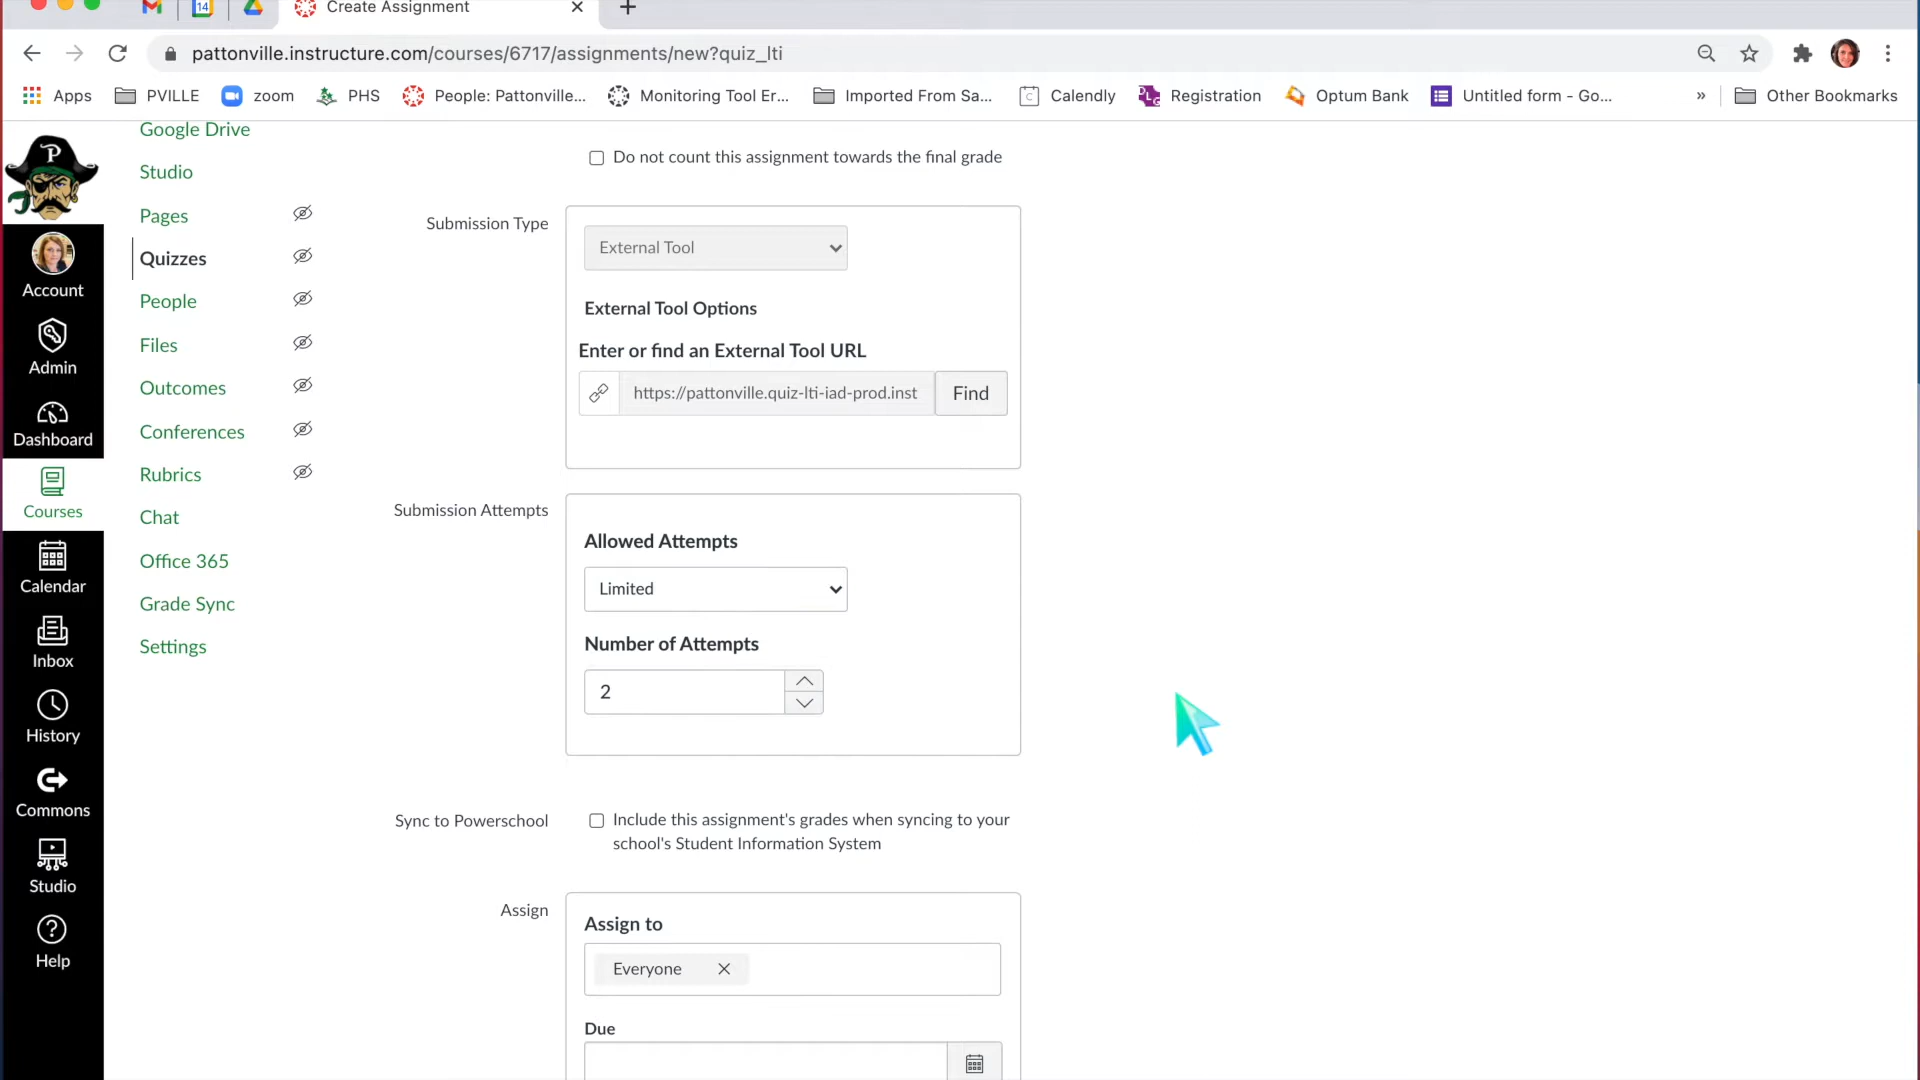 14
Create Assignment
pattonville.instructure.com/courses/6717/assignments/new?quiz_lti
Apps
PVILLE
zoom
PHS
People: Pattonville...
Monitoring Tool Er...
Imported From Sa...
C
Calendly
PLG
Registration
Optum Bank
Untitled form - Go...
»
Other Bookmarks
P
Account
Admin
Dashboard
Courses
Calendar
Inbox
History
Commons
Studio
Help
Google Drive
Studio
Pages
Quizzes
People
Files
Outcomes
Conferences
Rubrics
Chat
Office 365
Grade Sync
Settings
Do not count this assignment towards the final grade
Submission Type
External Tool
External Tool Options
Enter or find an External Tool URL
https://pattonville.quiz-lti-iad-prod.inst
Find
Submission Attempts
Allowed Attempts
Limited
Number of Attempts
2
Sync to Powerschool
Include this assignment's grades when syncing to your
school's Student Information System
Assign
Assign to
Everyone
Due